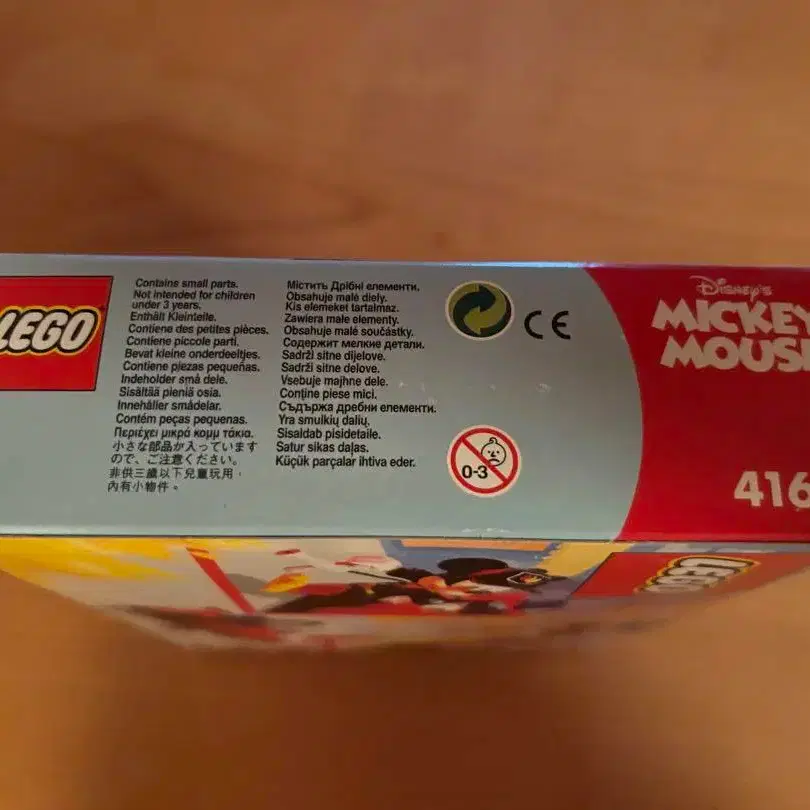 LEGO
Contains small parts.
Not intended for children
under 3 years.
Enthält Kleinteile.
Contiene des petites pièces.
Contiene piccole parti.
Bevat kleine onderdeeltjes.
Contiene piezas pequeñas.
Indeholder små dele.
Sisältää pieniä osia.
Innehåller smådelar.
Contém peças pequenas.
Περιέχει μικρά κομμ τάκια.
小さな部品が入っています
ので、ご注意ください。
非供三歲以下兒童玩用，
內有小物件。
Містить Дрібні елементи.
Obsahuje malé diely.
Kis elemeket tartalmaz.
Zawiera małe elementy.
Obsahuje malé součástky.
Содержит мелкие детали.
Sadrži sitne dijelove.
Sadrži sitne delove.
Vsebuje majhne dele.
Conține piese mici.
Съдържа дребни елементи.
Yra smulkių dalių.
Sisaldab pisidetaile.
Satur sikas daļas.
Küçük parçalar ihtiva eder.
CE
0-3
DISNEY'S
MICKEY
MOUSE
416
LEGO